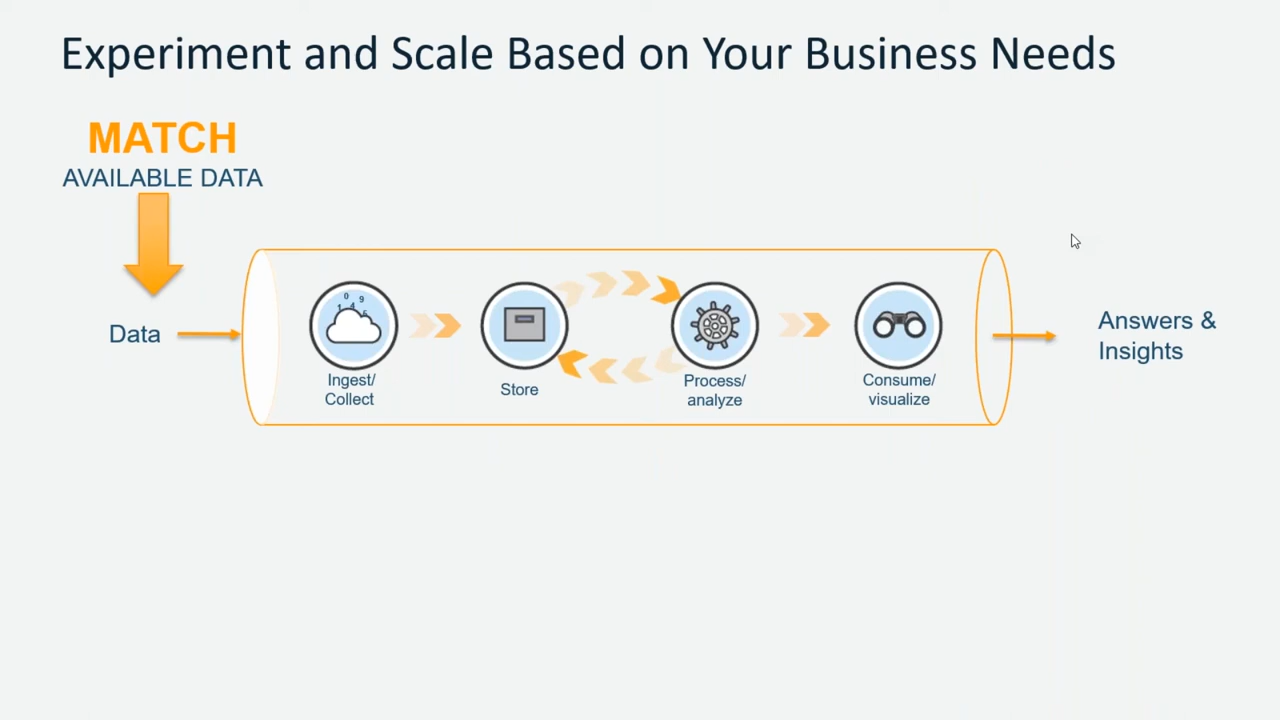 Experiment and Scale Based on Your Business Needs
MATCH
AVAILABLE DATA
Data
Ingest/
Collect
Store
Process/
analyze
Consume/
visualize
Answers &
Insights